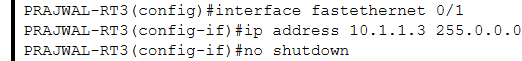 PRAJWAL-RT3(config)#interface fastethernet 0/1
PRAJWAL-RT3(config-if)#ip address 10.1.1.3 255.0.0.0
PRAJWAL-RT3(config-if)#no shutdown